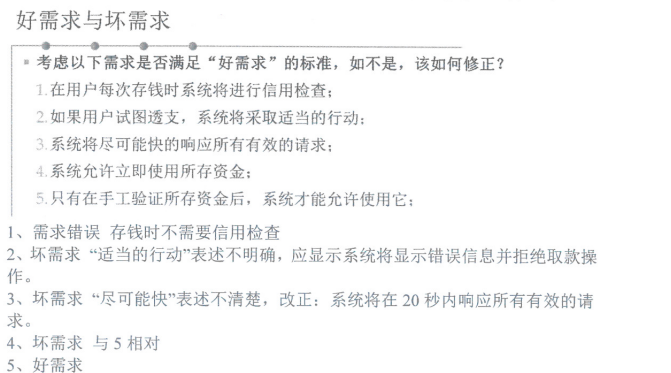 好需求与坏需求
考虑以下需求是否满足“好需求”的标准，如不是，该如何修正？
1.在用户每次存钱时系统将进行信用检查；
2.如果用户试图透支，系统将采取适当的行动；
3.系统将尽可能快的响应所有有效的请求；
4.系统允许立即使用所存资金；
5.只有在手工验证所存资金后，系统才能允许使用它；
1、需求错误 存钱时不需要信用检查
2、坏需求 “适当的行动”表述不明确，应显示系统将显示错误信息并拒绝取款操
作。
3、坏需求 “尽可能快”表述不清楚，改正：系统将在 20 秒内响应所有有效的请
求。
4、坏需求 与 5 相对
5、好需求